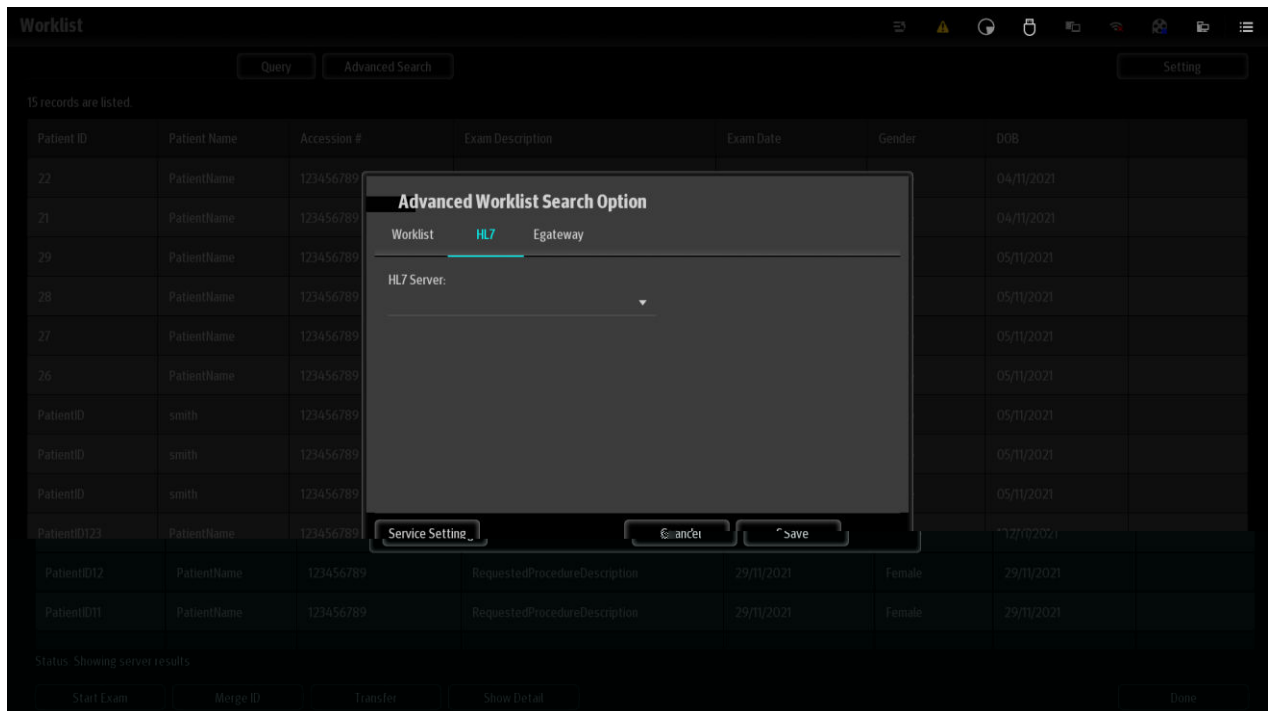 Worklist
Query Advanced Search Setting
15 records are listed.
Patient ID Patient Name Accession # Exam Description Exam Date Gender DOB
22 PatientName 123456789 04/11/2021
21 PatientName 123456789 04/11/2021
29 PatientName 123456789 05/11/2021
28 PatientName 123456789 05/11/2021
27 PatientName 123456789 05/11/2021
26 PatientName 123456789 05/11/2021
PatientID smith 123456789 05/11/2021
PatientID smith 123456789 05/11/2021
PatientID smith 123456789 05/11/2021
PatientID123 PatientName 123456789
PatientID12 PatientName 123456789 RequestedProcedureDescription 29/11/2021 Female 29/11/2021
PatientID11 PatientName 123456789 RequestedProcedureDescription 29/11/2021 Female 29/11/2021
Advanced Worklist Search Option
Worklist HL7 Egateway
HL7 Server:
Service Setting Save
Status: Showing server results
Start Exam Merge ID Transfer Show Detail Done